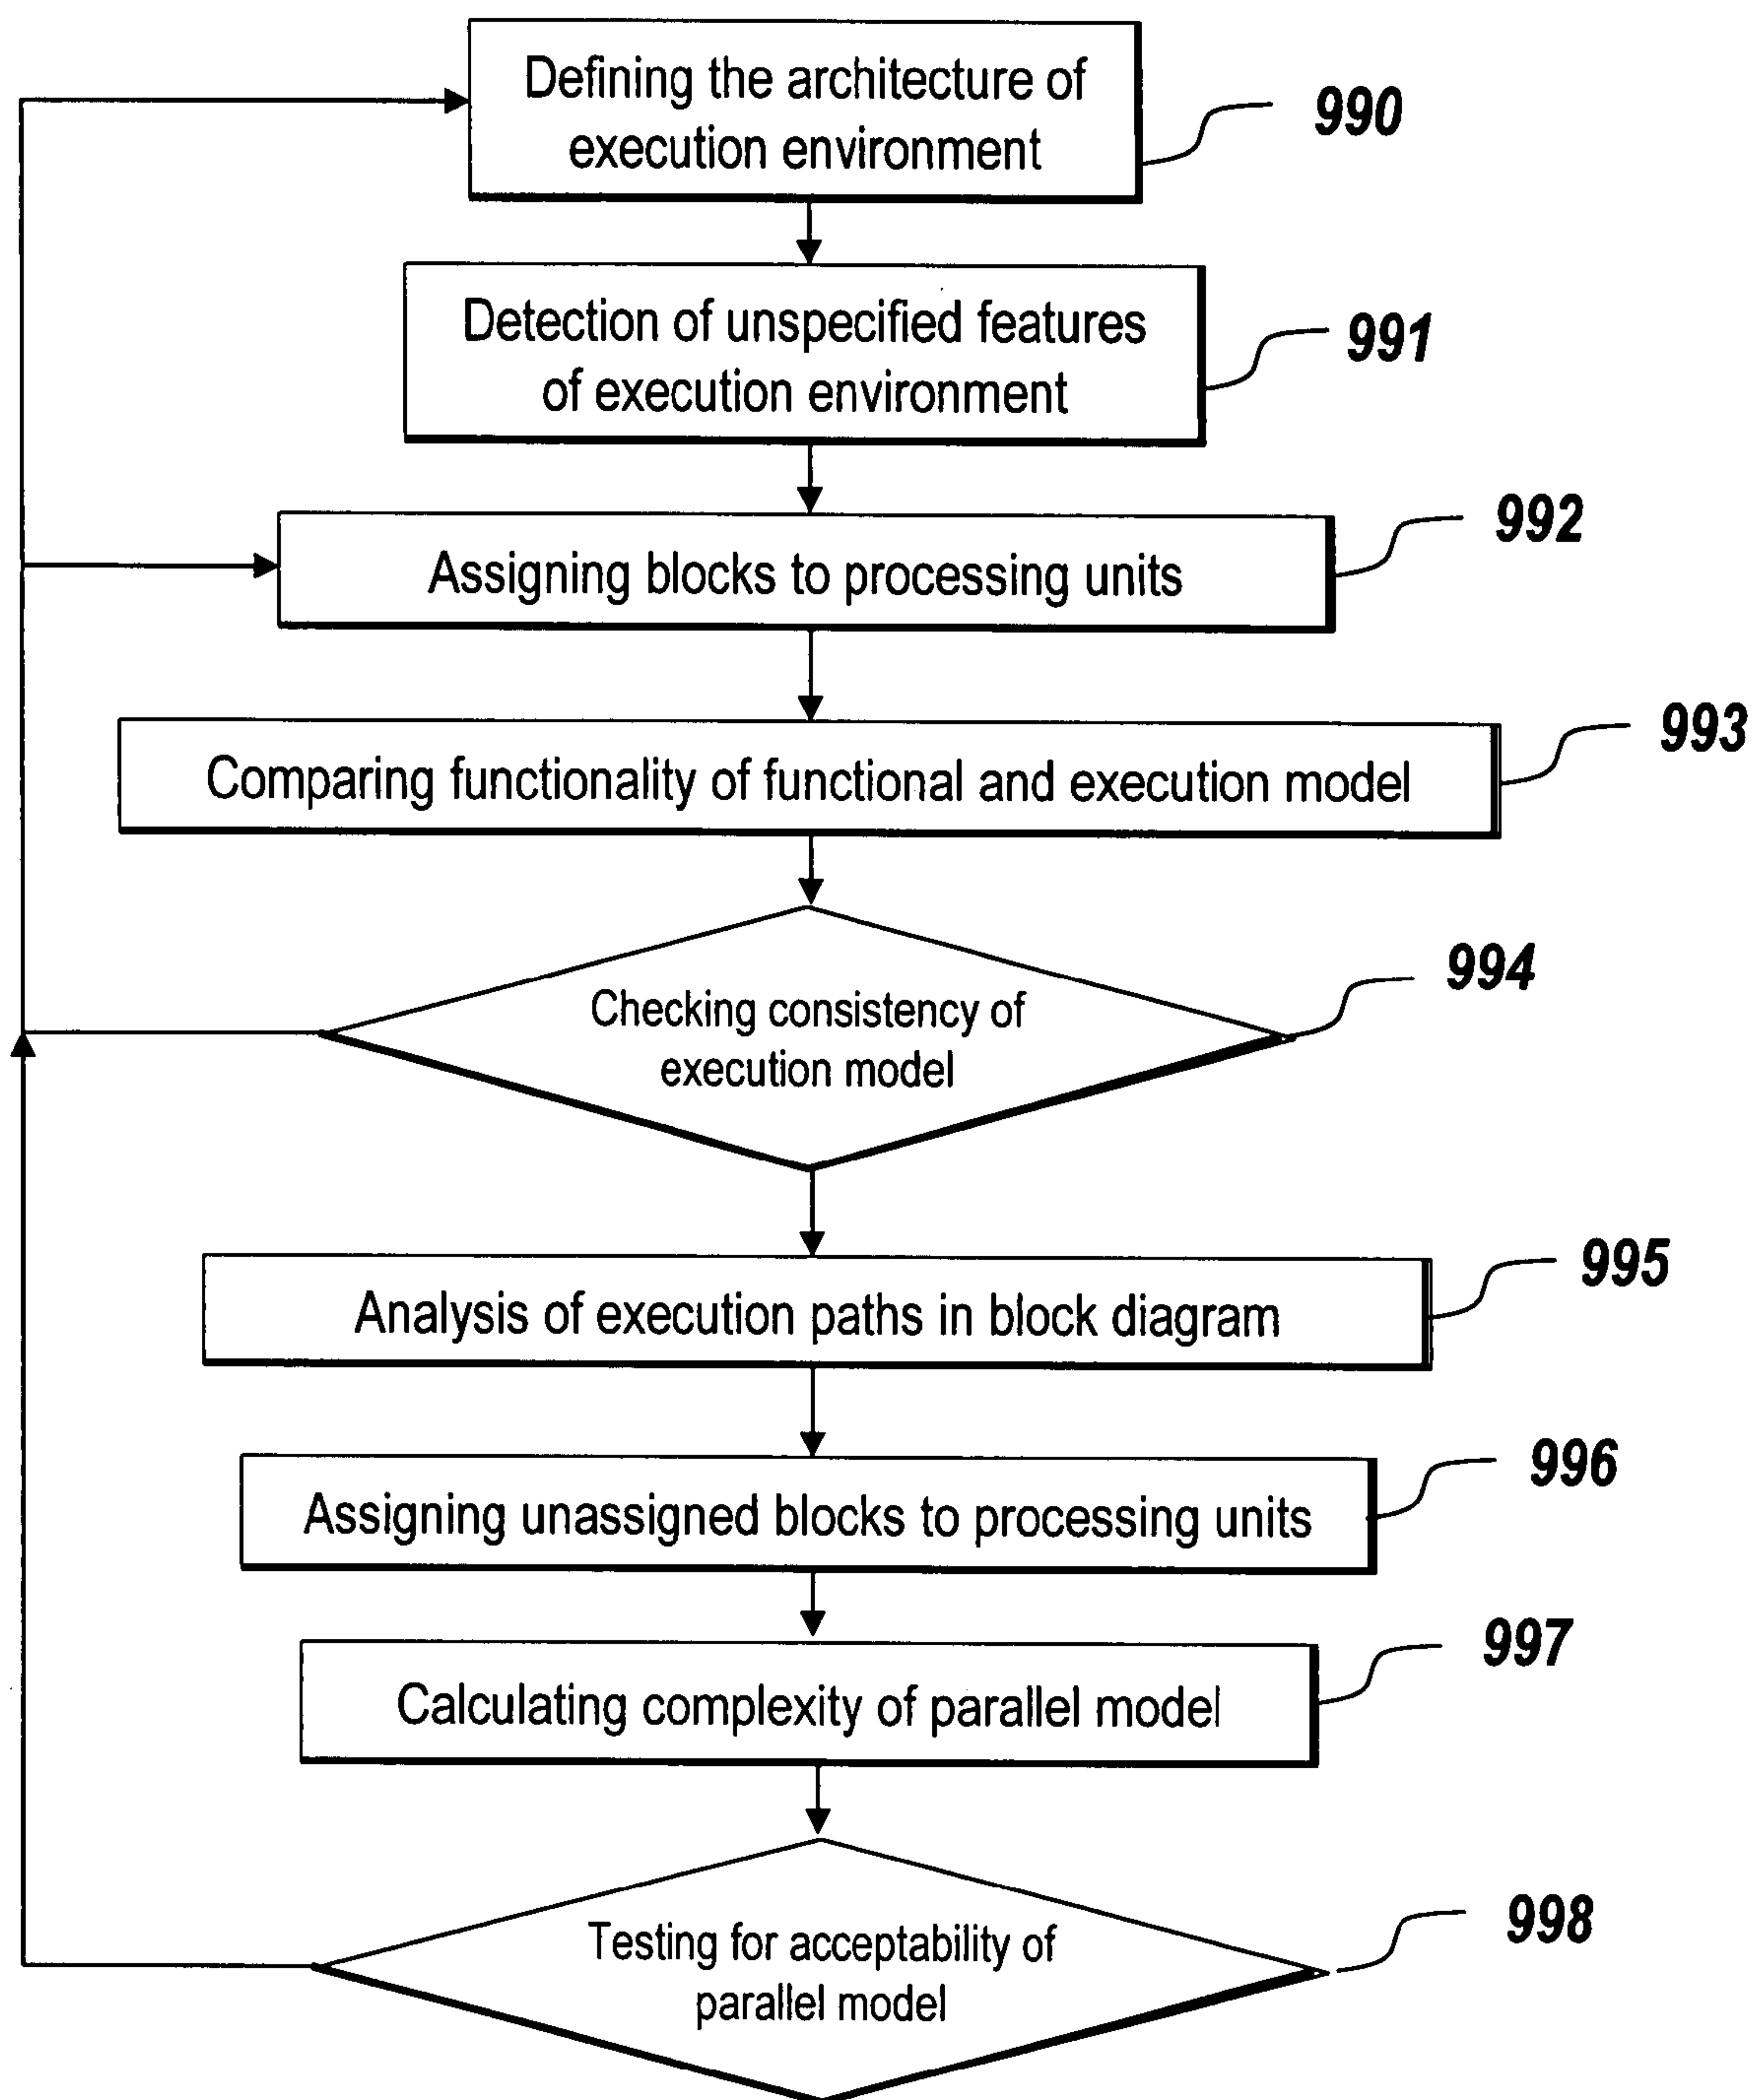 Defining the architecture of
execution environment
990
Detection of unspecified features
of execution environment
991
Assigning blocks to processing units
992
Comparing functionality of functional and execution model
993
Checking consistency of
execution model
994
Analysis of execution paths in block diagram
995
Assigning unassigned blocks to processing units
996
Calculating complexity of parallel model
997
Testing for acceptability of
parallel model
998